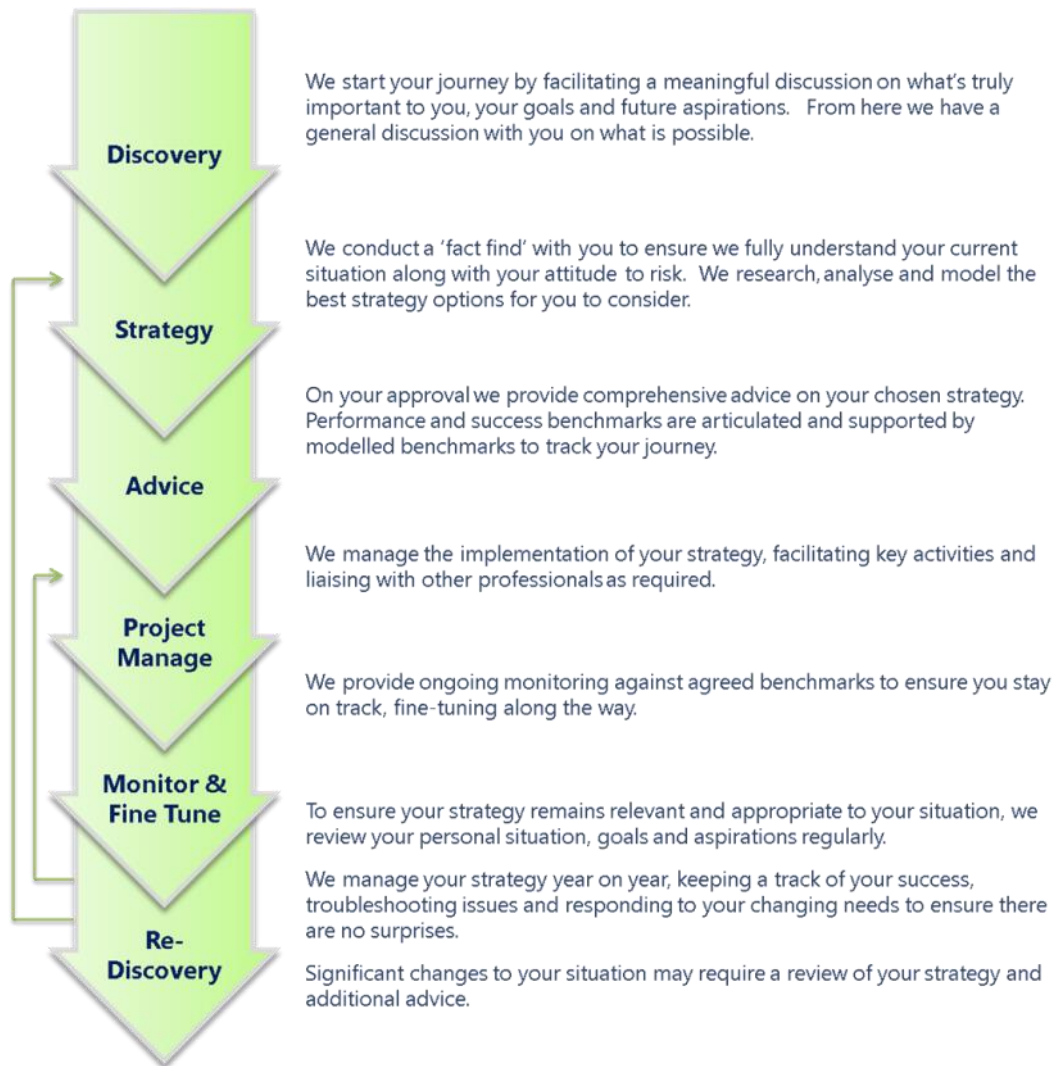 We start your journey by facilitating a meaningful discussion on what's truly
important to you, your goals and future aspirations.   From here we have a
general discussion with you on what is possible.
Discovery
We conduct a ‘fact find’ with you to ensure we fully understand your current
situation along with your attitude to risk.  We research, analyse and model the
best strategy options for you to consider.
Strategy
On your approval we provide comprehensive advice on your chosen strategy.
Performance and success benchmarks are articulated and supported by
modelled benchmarks to track your journey.
Advice
We manage the implementation of your strategy, facilitating key activities and
liaising with other professionals as required.
Project
Manage
We provide ongoing monitoring against agreed benchmarks to ensure you stay
on track, fine-tuning along the way.
Monitor &
Fine Tune
To ensure your strategy remains relevant and appropriate to your situation, we
review your personal situation, goals and aspirations regularly.
We manage your strategy year on year, keeping a track of your success,
troubleshooting issues and responding to your changing needs to ensure there
are no surprises.
Re-
Discovery
Significant changes to your situation may require a review of your strategy and
additional advice.